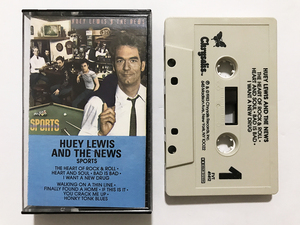 HUEY LEWIS & THE NEWS
SPORTS
HUEY LEWIS
AND THE NEWS
SPORTS
THE HEART OF ROCK & ROLL •
HEART AND SOUL • BAD IS BAD •
I WANT A NEW DRUG
WALKING ON A THIN LINE •
FINALLY FOUND A HOME • IF THIS IS IT •
YOU CRACK ME UP •
HONKY TONK BLUES
Chrysalis
1
HUEY LEWIS AND THE NEWS
SPORTS
THE HEART OF ROCK & ROLL •
HEART AND SOUL • BAD IS BAD •
I WANT A NEW DRUG